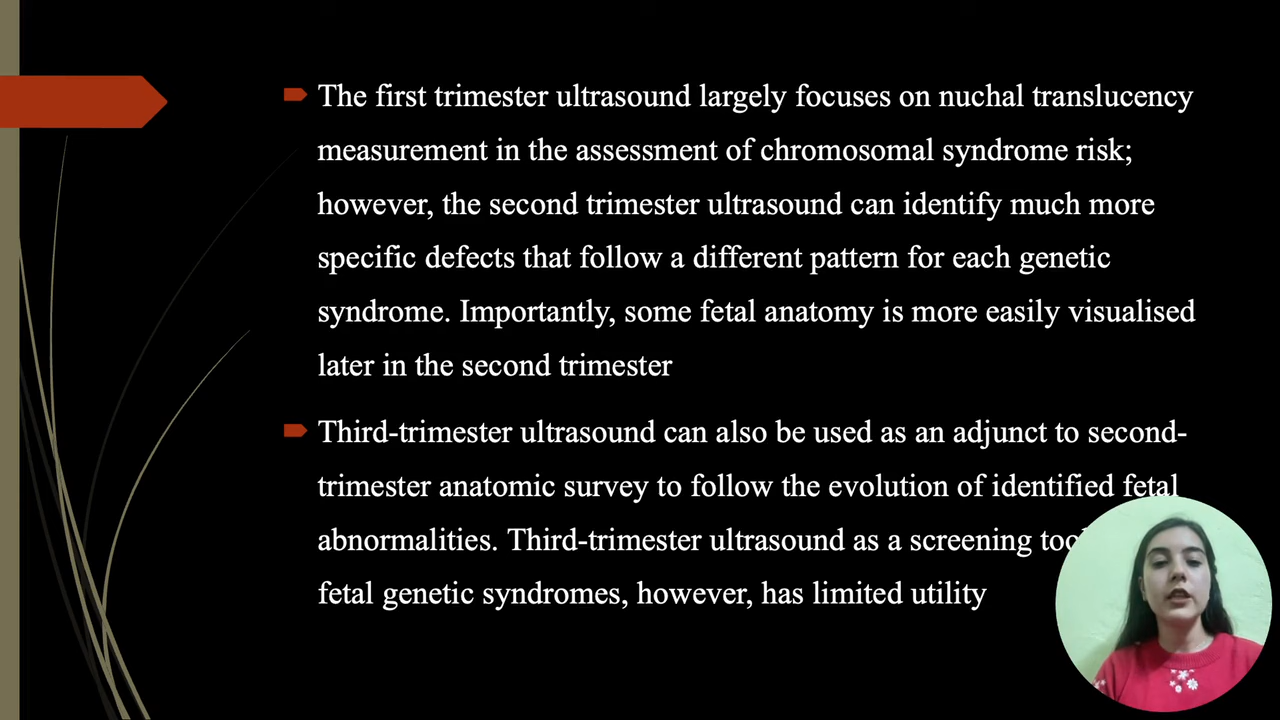 The first trimester ultrasound largely focuses on nuchal translucency
measurement in the assessment of chromosomal syndrome risk;
however, the second trimester ultrasound can identify much more
specific defects that follow a different pattern for each genetic
syndrome. Importantly, some fetal anatomy is more easily visualised
later in the second trimester
Third-trimester ultrasound can also be used as an adjunct to second-
trimester anatomic survey to follow the evolution of identified fetal
abnormalities. Third-trimester ultrasound as a screening
fetal genetic syndromes, however, has limited utility